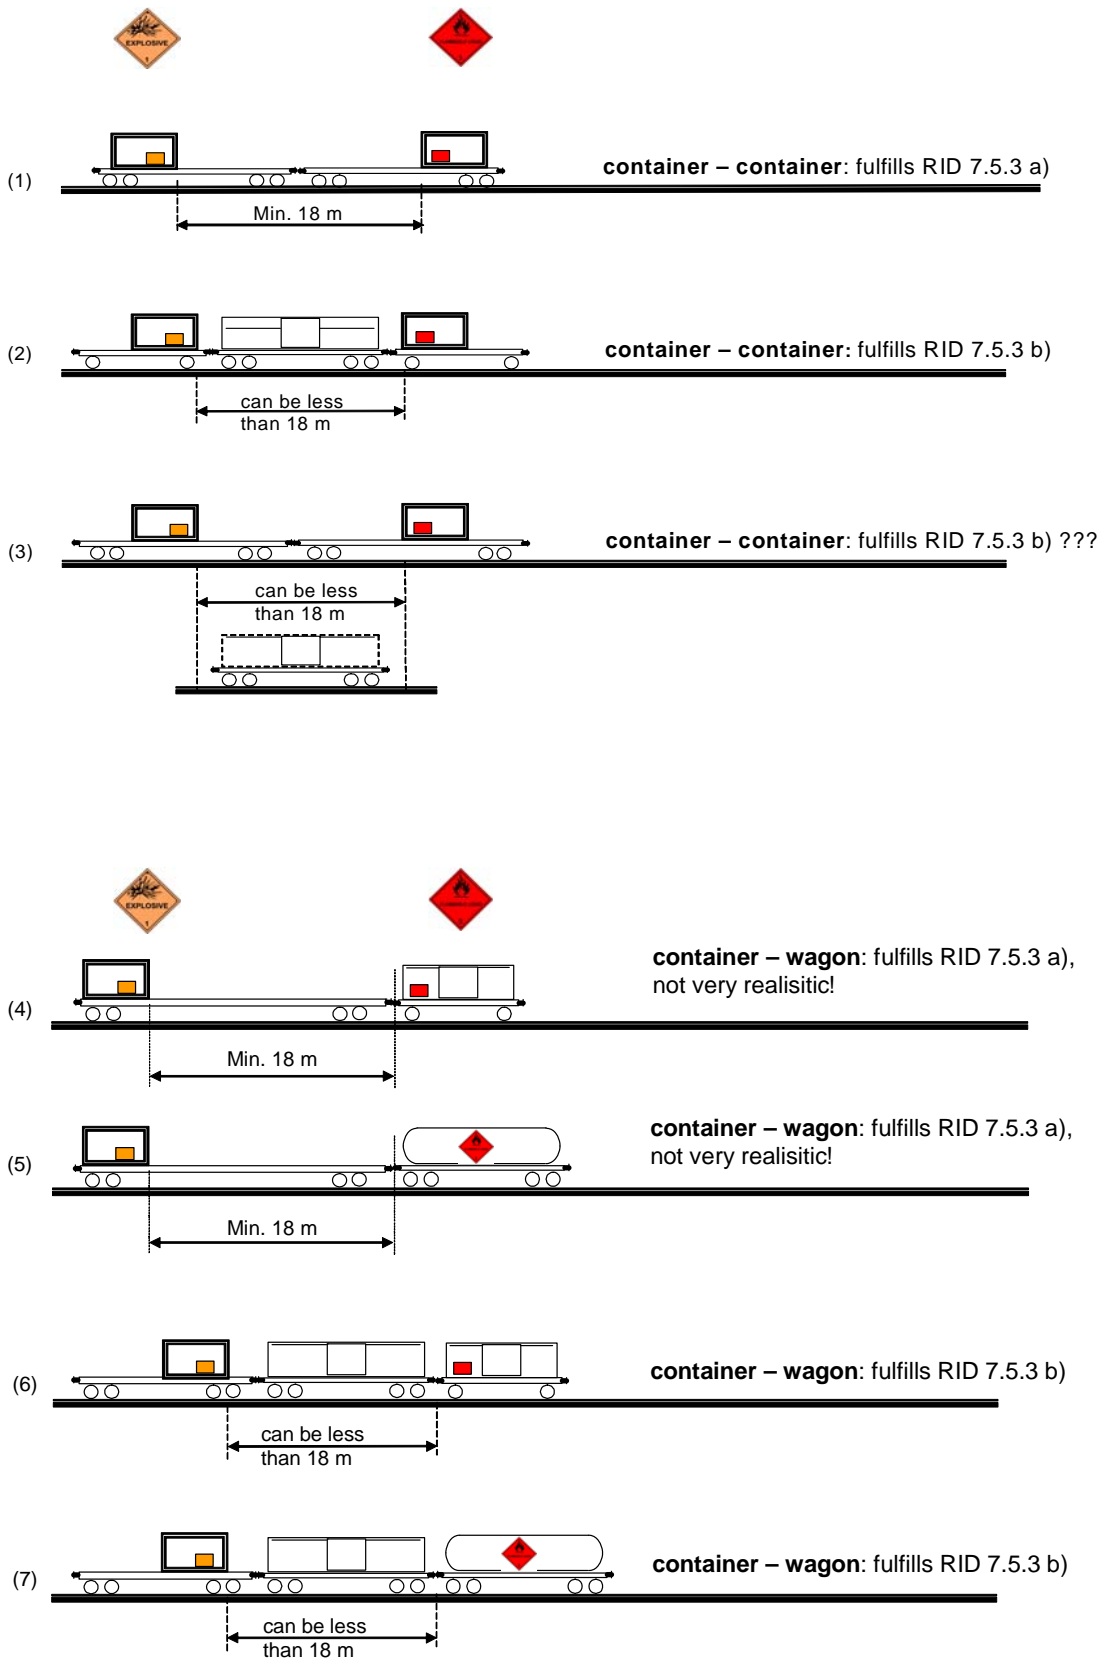 EXPLOSIVE
1
(1)
container – container: fulfills RID 7.5.3 a)
Min. 18 m
(2)
container – container: fulfills RID 7.5.3 b)
can be less
than 18 m
(3)
container – container: fulfills RID 7.5.3 b) ???
can be less
than 18 m
EXPLOSIVE
1
(4)
container – wagon: fulfills RID 7.5.3 a),
not very realisitic!
Min. 18 m
(5)
container – wagon: fulfills RID 7.5.3 a),
not very realisitic!
Min. 18 m
(6)
container – wagon: fulfills RID 7.5.3 b)
can be less
than 18 m
(7)
container – wagon: fulfills RID 7.5.3 b)
can be less
than 18 m